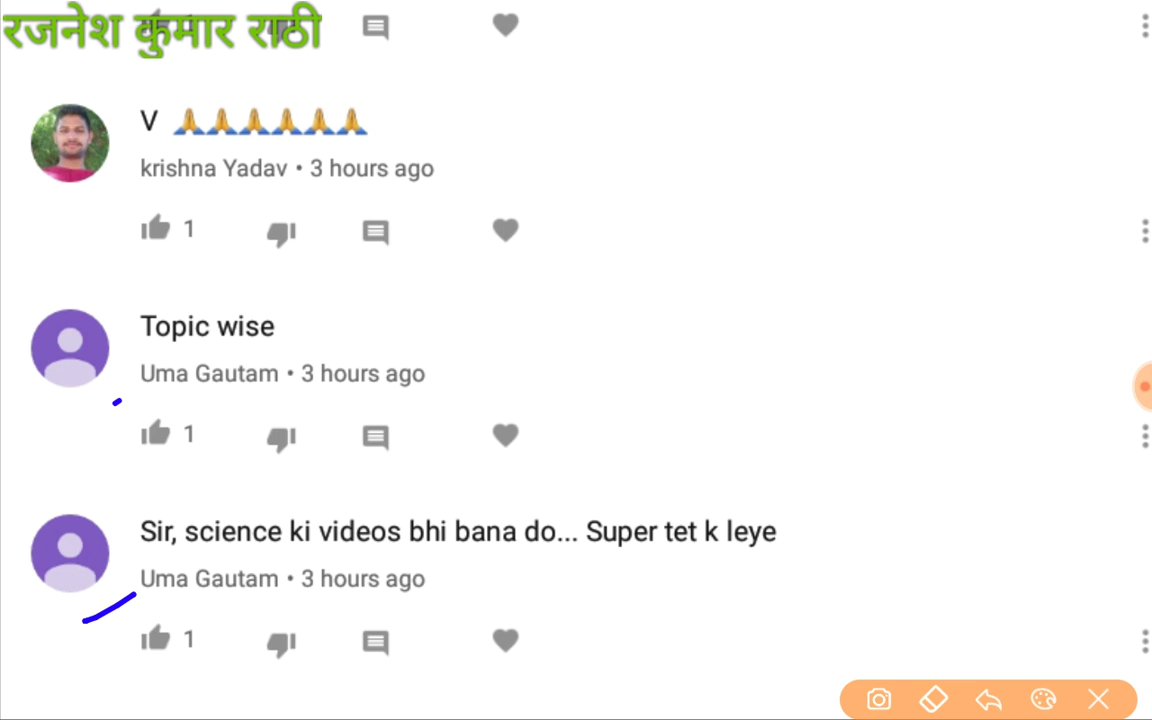 रजनेश कुमार राठी
V 🙏🙏🙏🙏🙏🙏
krishna Yadav • 3 hours ago
1
Topic wise
Uma Gautam • 3 hours ago
1
Sir, science ki videos bhi bana do... Super tet k leye
Uma Gautam • 3 hours ago
1